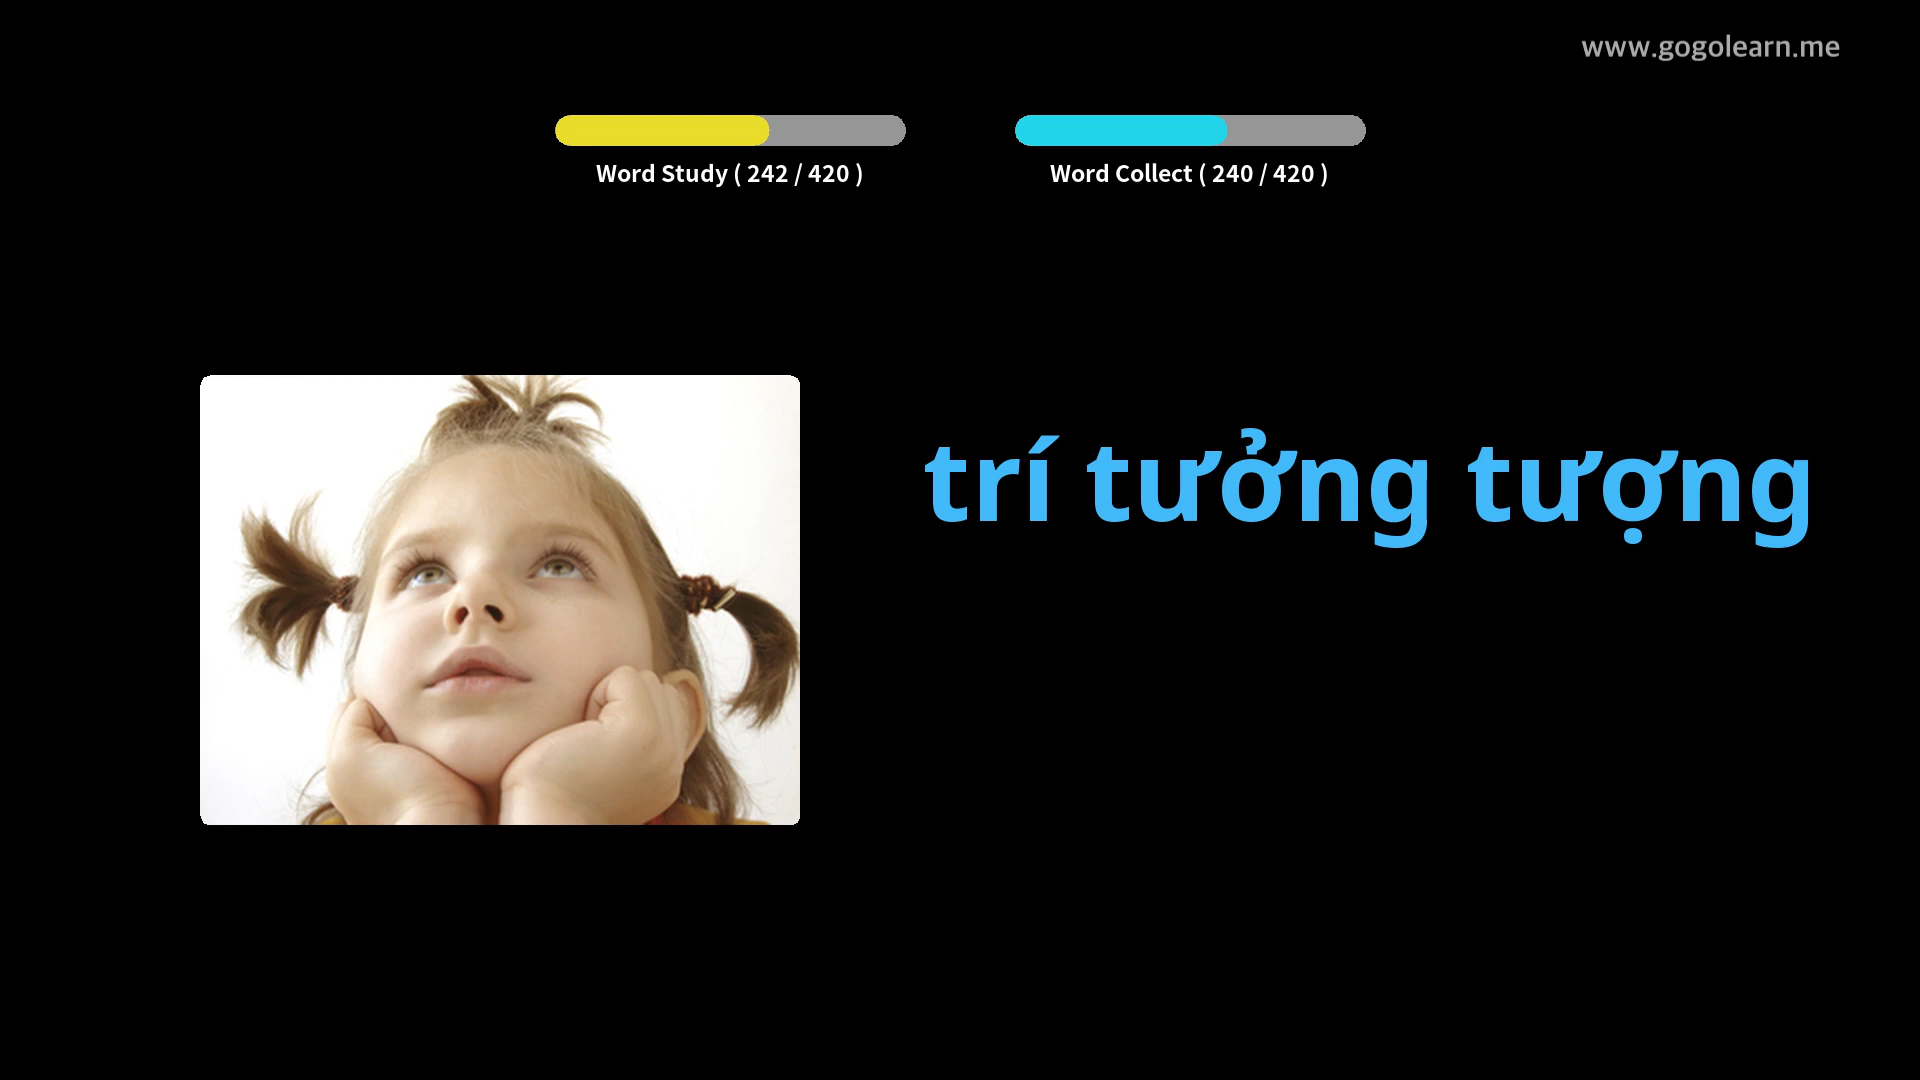 www.gogolearn.me
Word Study ( 242 / 420 )
Word Collect ( 240 / 420 )
trí tưởng tượng